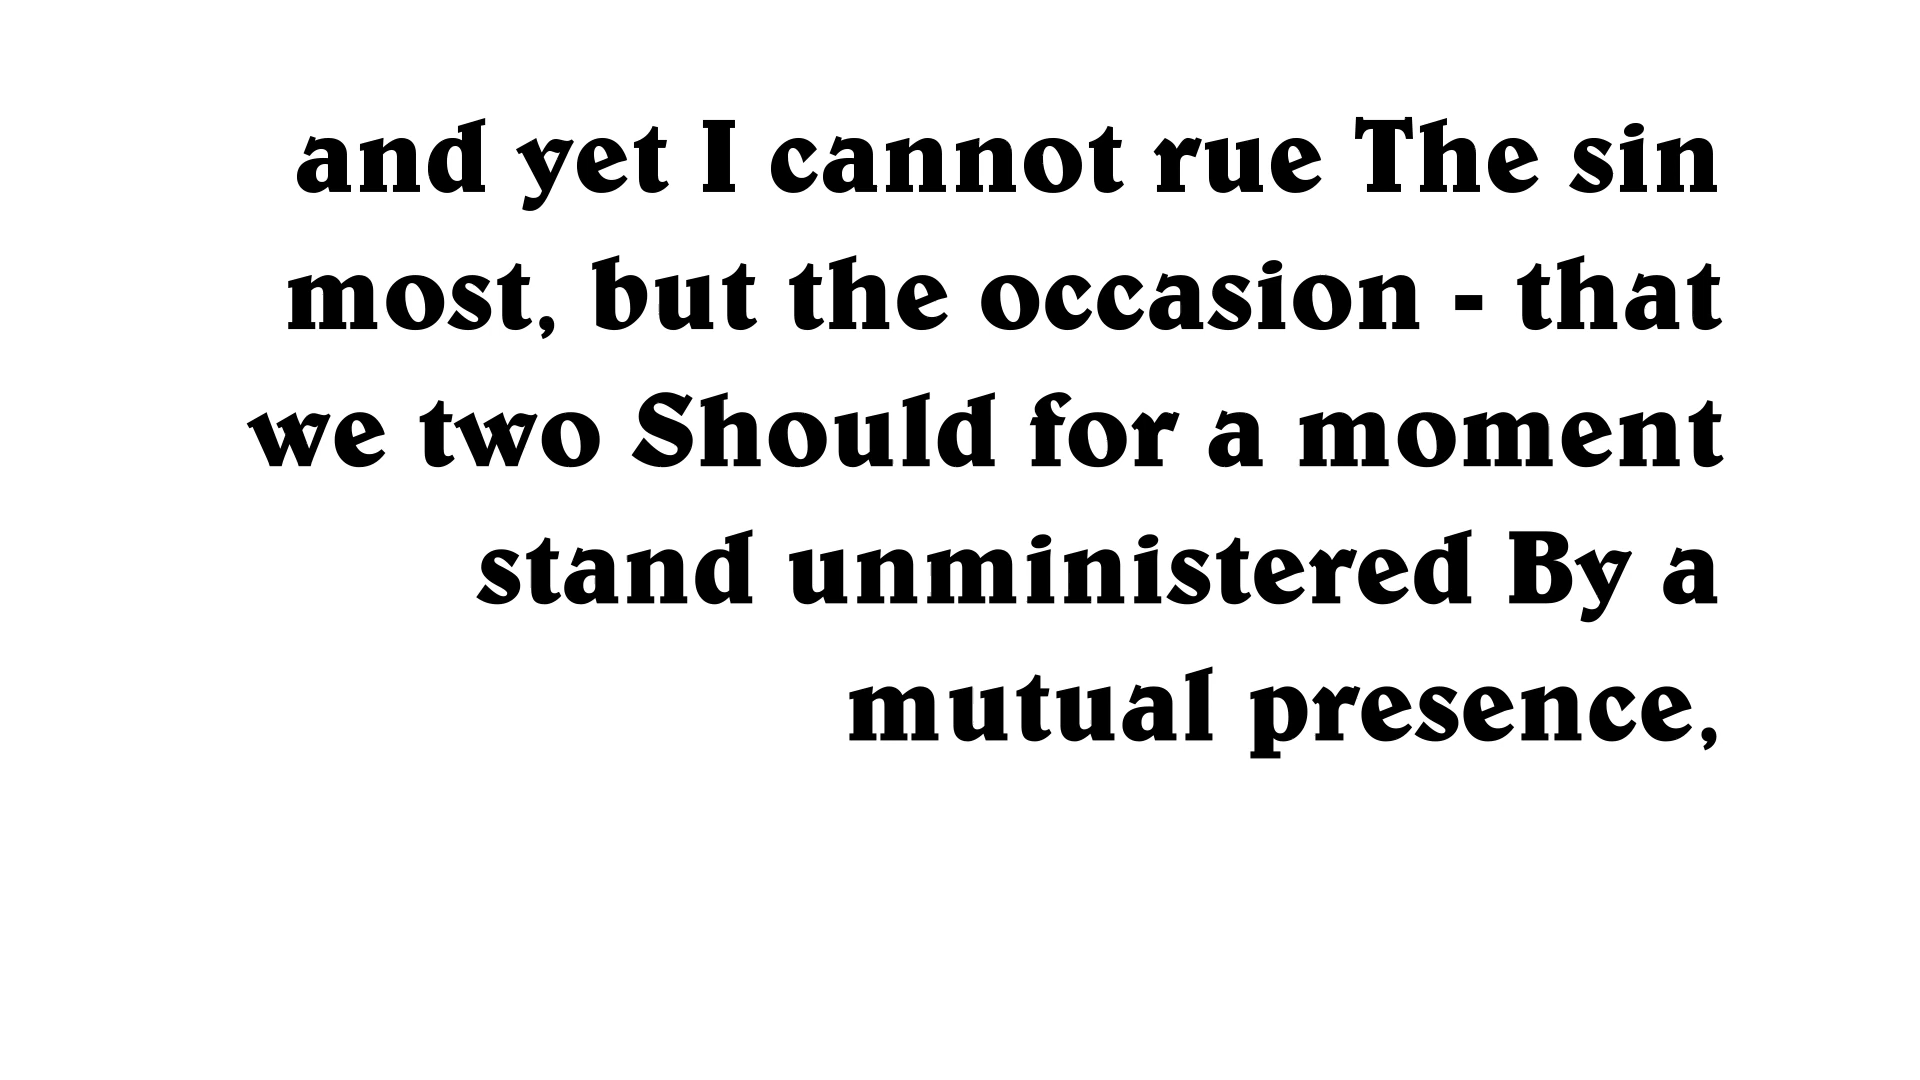 and yet I cannot rue The sin
most, but the occasion - that
we two Should for a moment
stand unministered By a
mutual presence,